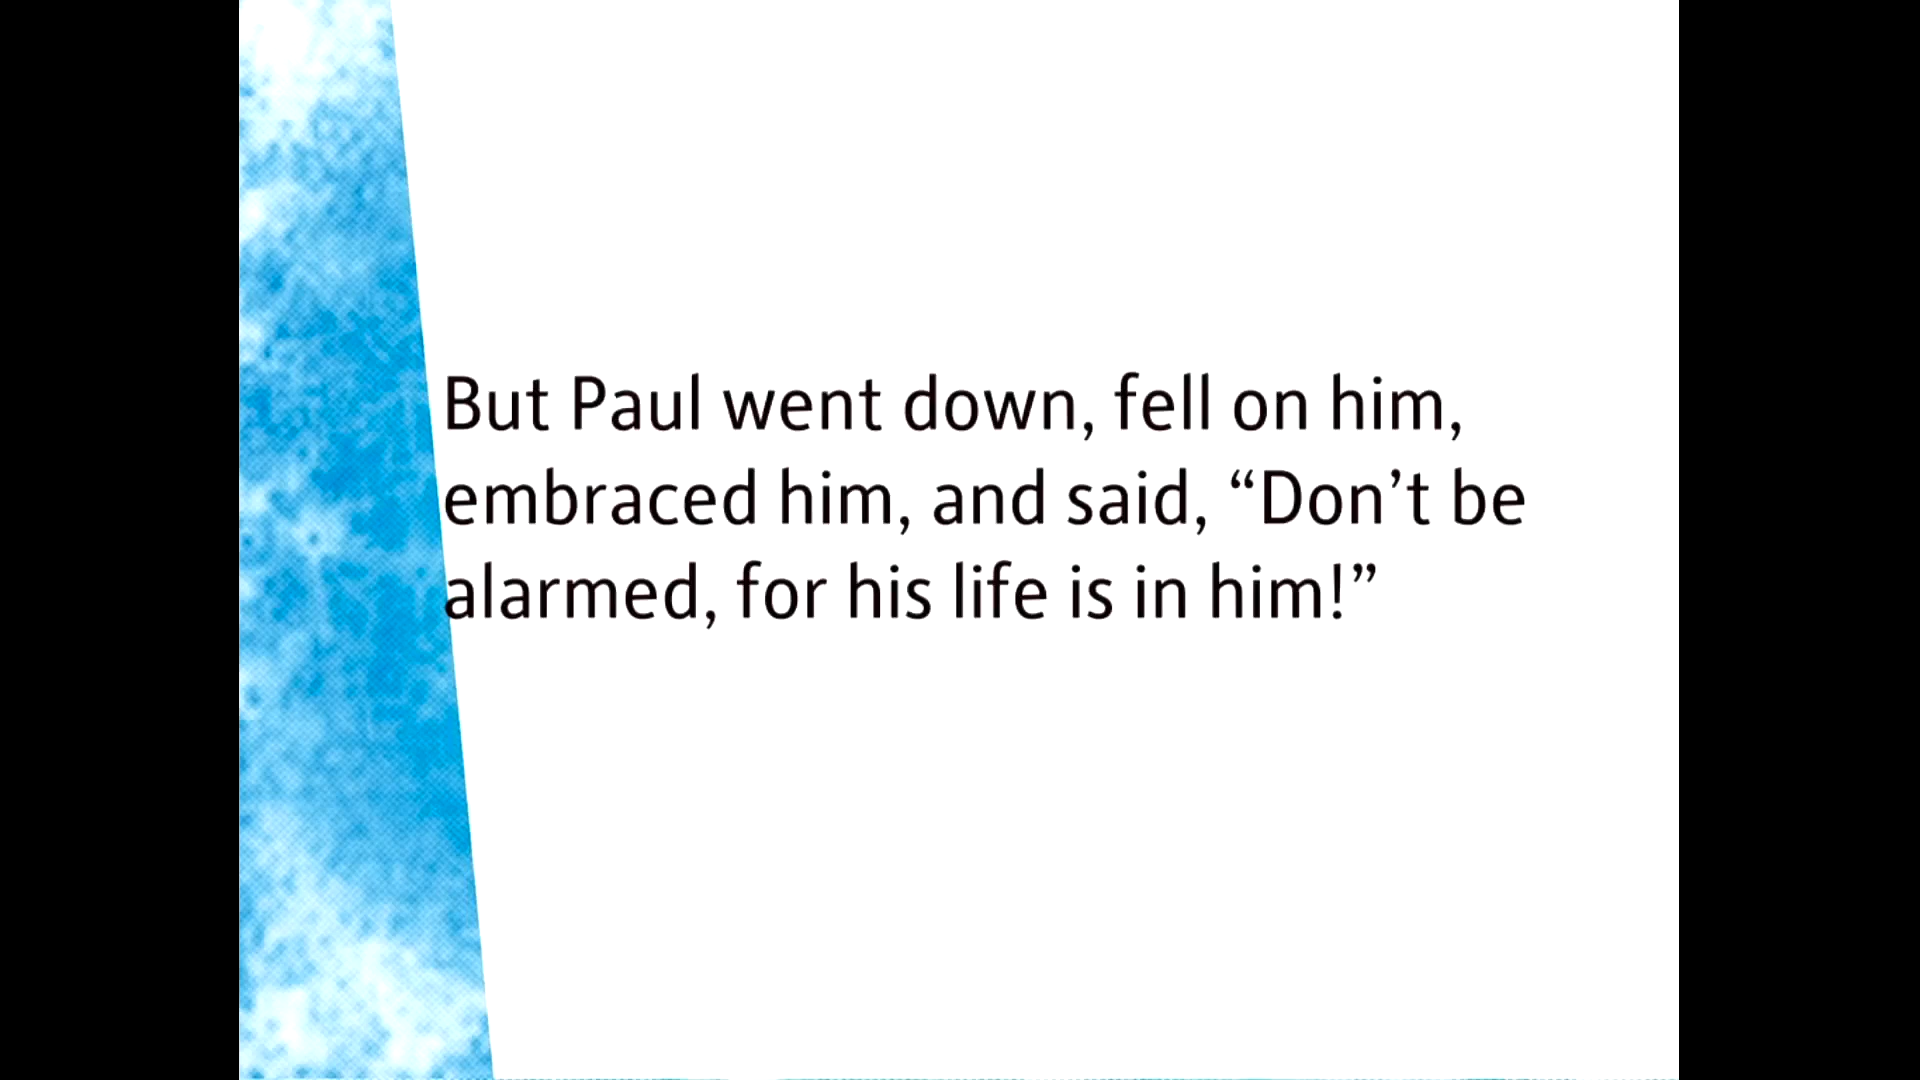 But Paul went down, fell on him,
embraced him, and said, “Don’t be
alarmed, for his life is in him!”